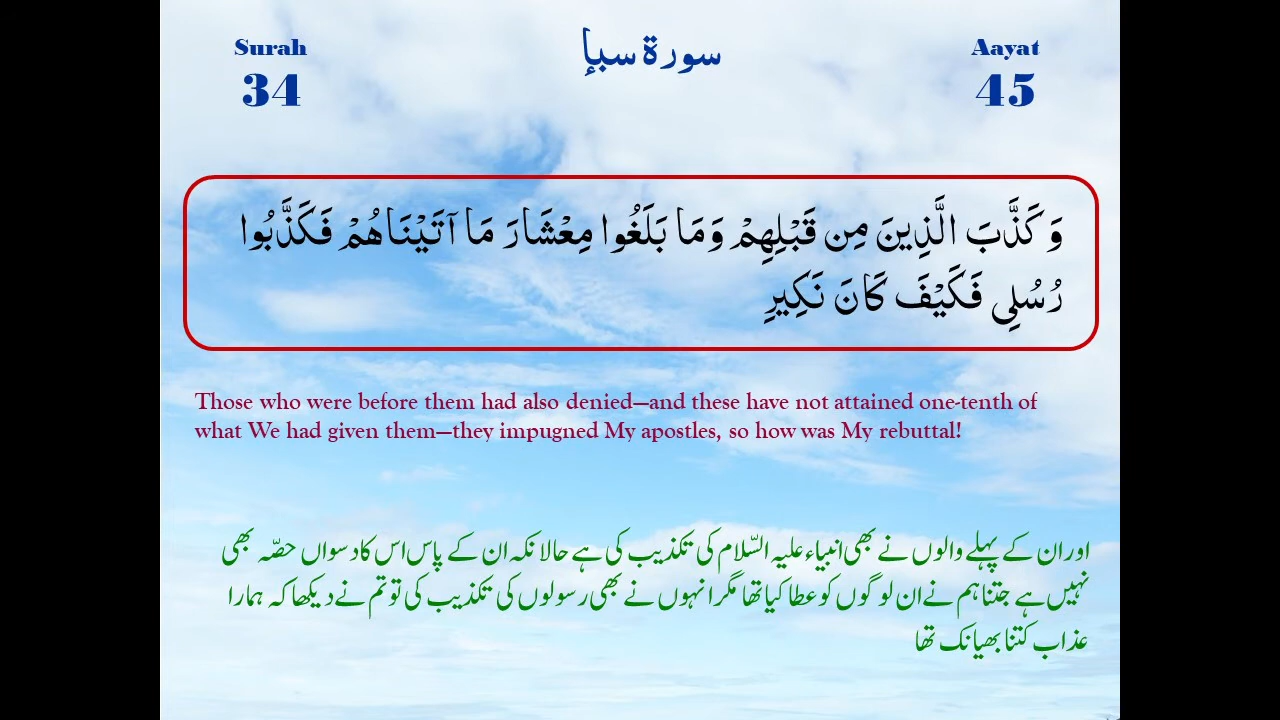 Surah
34
سورة سبإ
Aayat
45
وَكَذَّبَ الَّذِينَ مِن قَبْلِهِمْ وَمَا بَلَغُوا مِعْشَارَ مَا آتَيْنَاهُمْ فَكَذَّبُوا
رُسُلِي فَكَيْفَ كَانَ نَكِيرِ
Those who were before them had also denied—and these have not attained one-tenth of
what We had given them—they impugned My apostles, so how was My rebuttal!
اور ان کے پہلے والوں نے بھی انبیاء علیہ السّلام کی تکذیب کی ہے حالانکہ ان کے پاس اس کا دسواں حصّہ بھی
نہیں ہے جتنا ہم نے ان لوگوں کو عطا کیا تھا مگر انہوں نے بھی رسولوں کی تکذیب کی تو تم نے دیکھا کہ ہمارا
عذاب کتنا بھیانک تھا